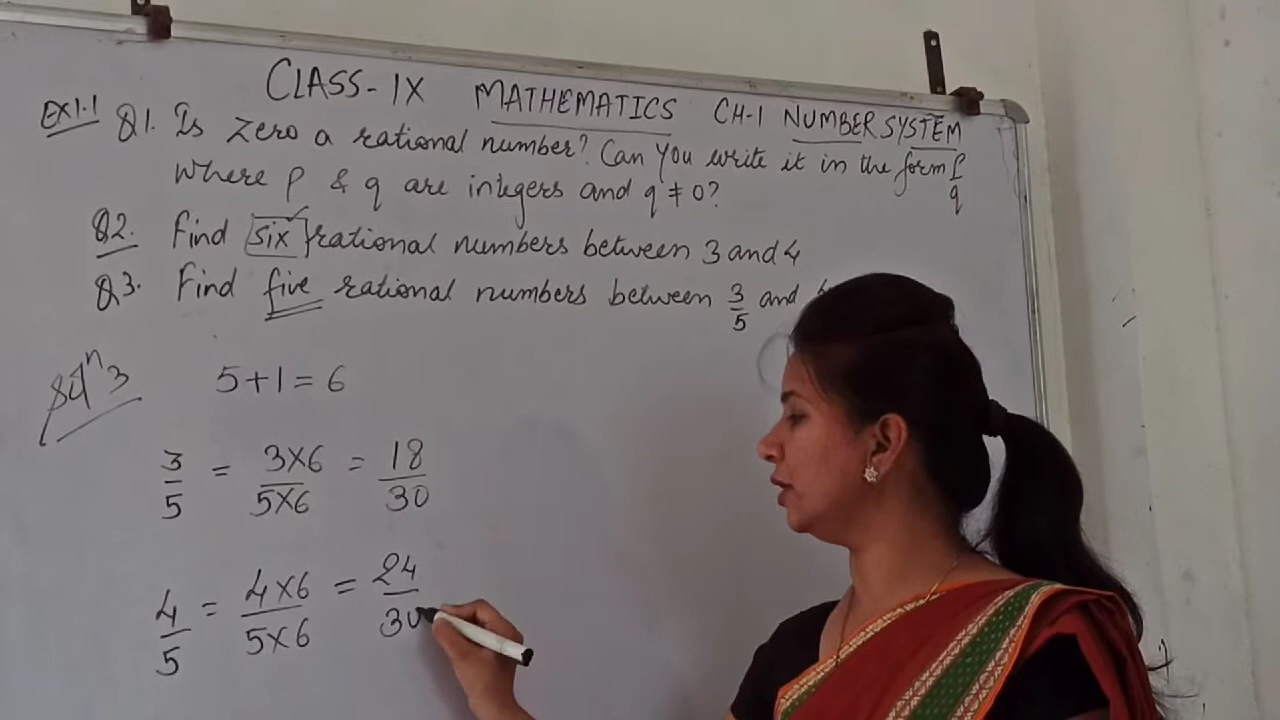 CLASS-IX MATHEMATICS CH-1 NUMBER SYSTEM
EX1.1 Q1. Is Zero a rational number? Can you write it in the form p/q
where p & q are integers and q ≠ 0?
Q2. Find six rational numbers between 3 and 4
Q3. Find five rational numbers between 3/5 and
Solⁿ 3 5+1=6
3/5 = 3×6/5×6 = 18/30
4/5 = 4×6/5×6 = 24/30